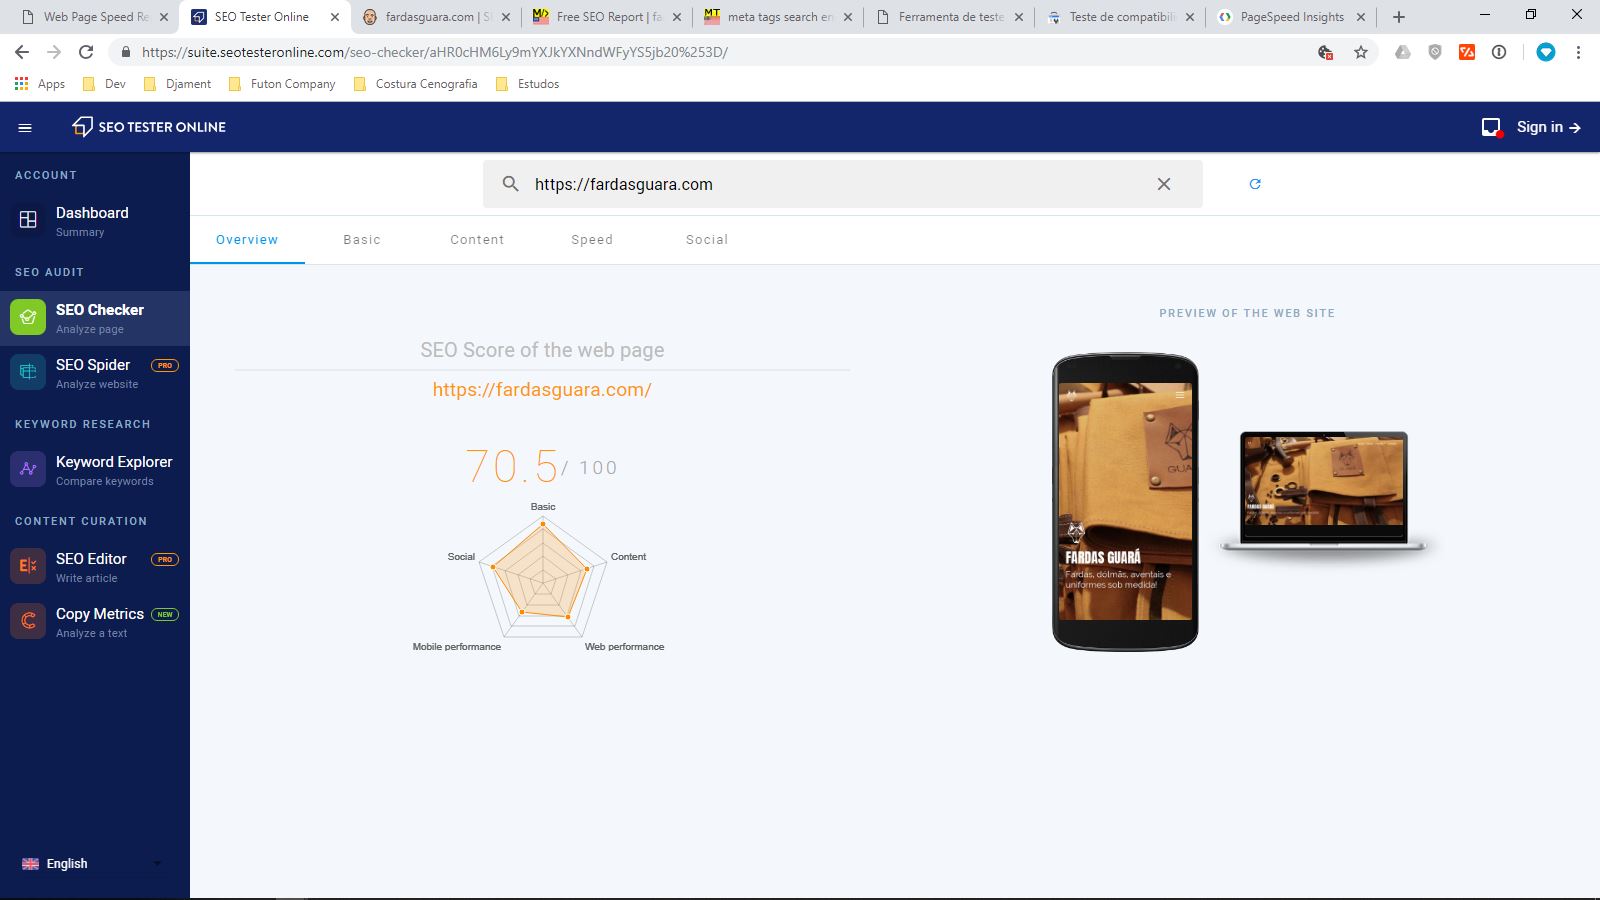 Web Page Speed Re
SEO Tester Online
fardasguara.com | S
Free SEO Report | fa
meta tags search en
Ferramenta de teste
Teste de compatibili
PageSpeed Insights
https://suite.seotesteronline.com/seo-checker/aHR0cHM6Ly9mYXJkYXNndWFyYS5jb20%253D/
Apps
Dev
Djament
Futon Company
Costura Cenografia
Estudos
SEO TESTER ONLINE
Sign in
ACCOUNT
Dashboard
Summary
SEO AUDIT
SEO Checker
Analyze page
SEO Spider
PRO
Analyze website
KEYWORD RESEARCH
Keyword Explorer
Compare keywords
CONTENT CURATION
SEO Editor
PRO
Write article
Copy Metrics
NEW
Analyze a text
English
https://fardasguara.com
Overview
Basic
Content
Speed
Social
SEO Score of the web page
https://fardasguara.com/
70.5/ 100
Basic
Social
Content
Mobile performance
Web performance
PREVIEW OF THE WEB SITE
GUA
FARDAS GUARÁ
Fardas, dólmãs, aventais e
uniformes sob medida!
FARDAS GUARÁ